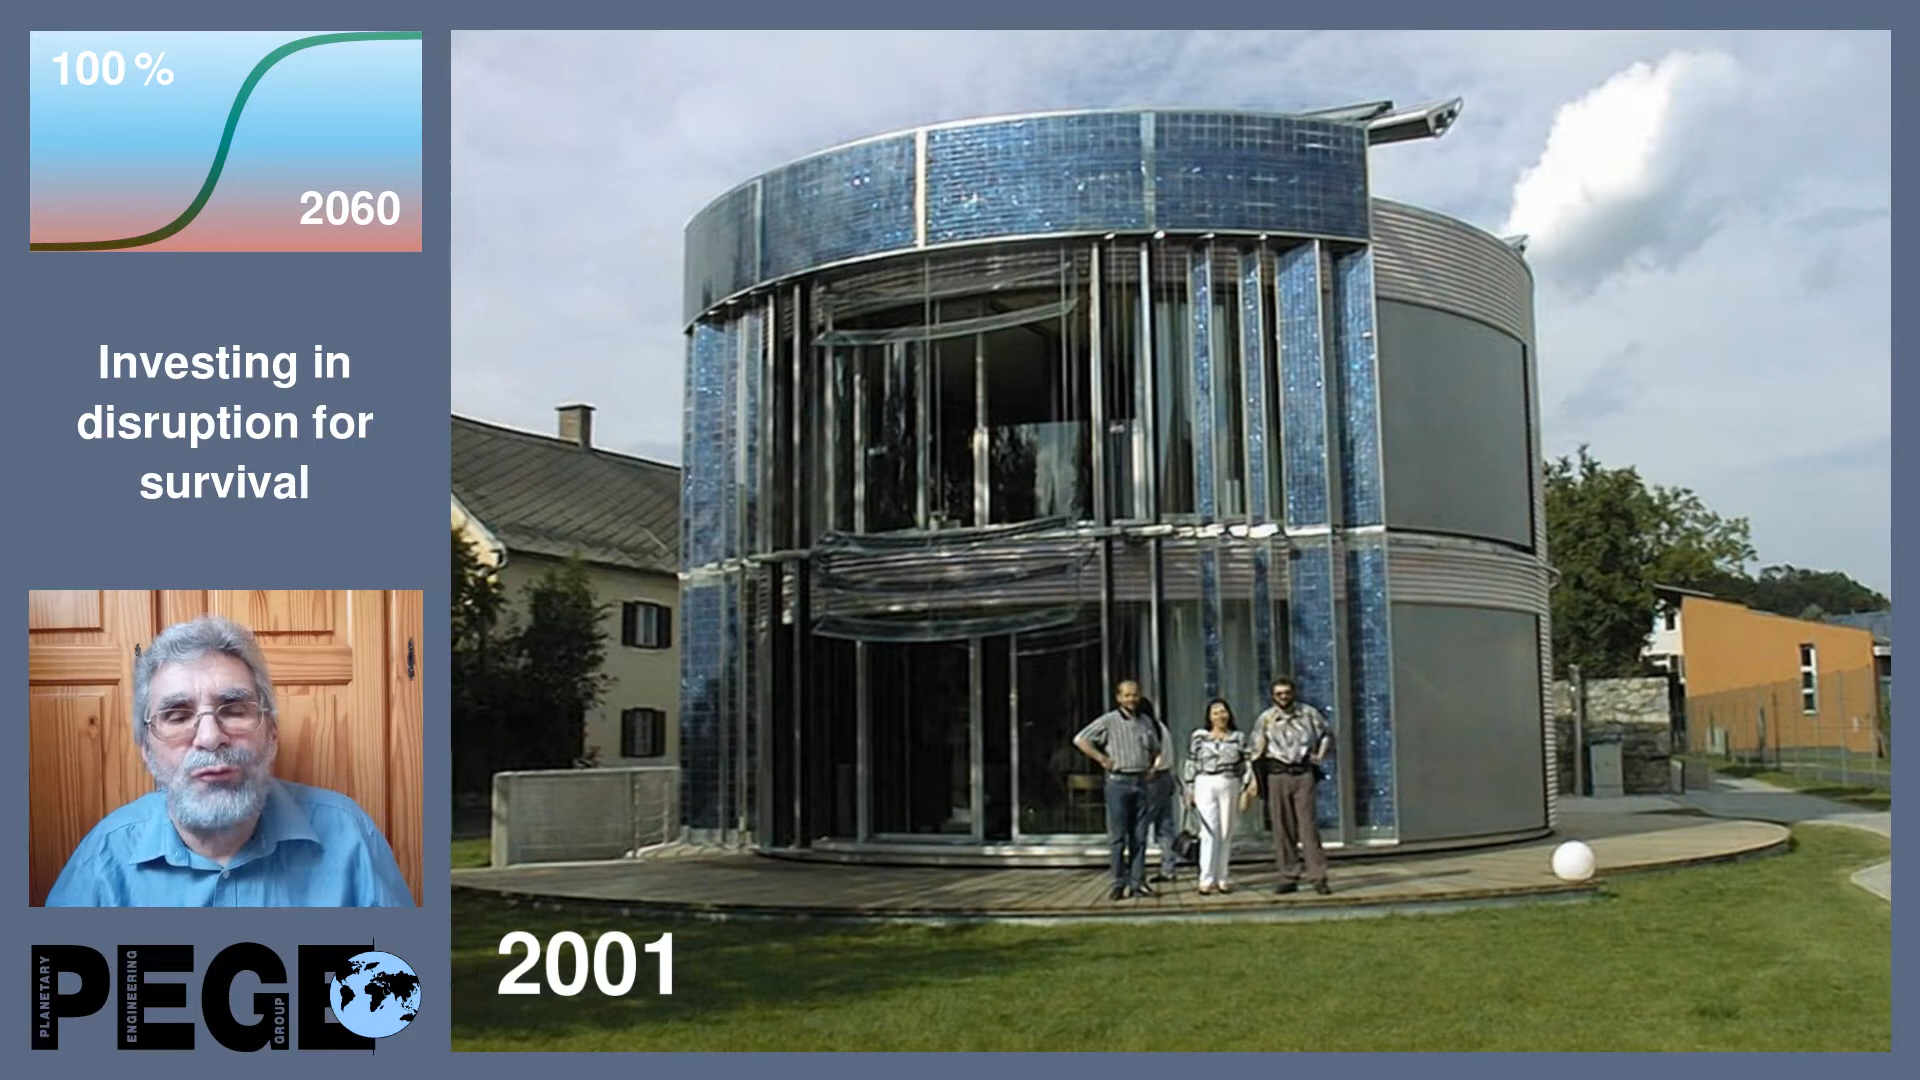 100 %
2060
Investing in
disruption for
survival
2001
PEGE
PLANETARY
ENGINEERING
GROUP